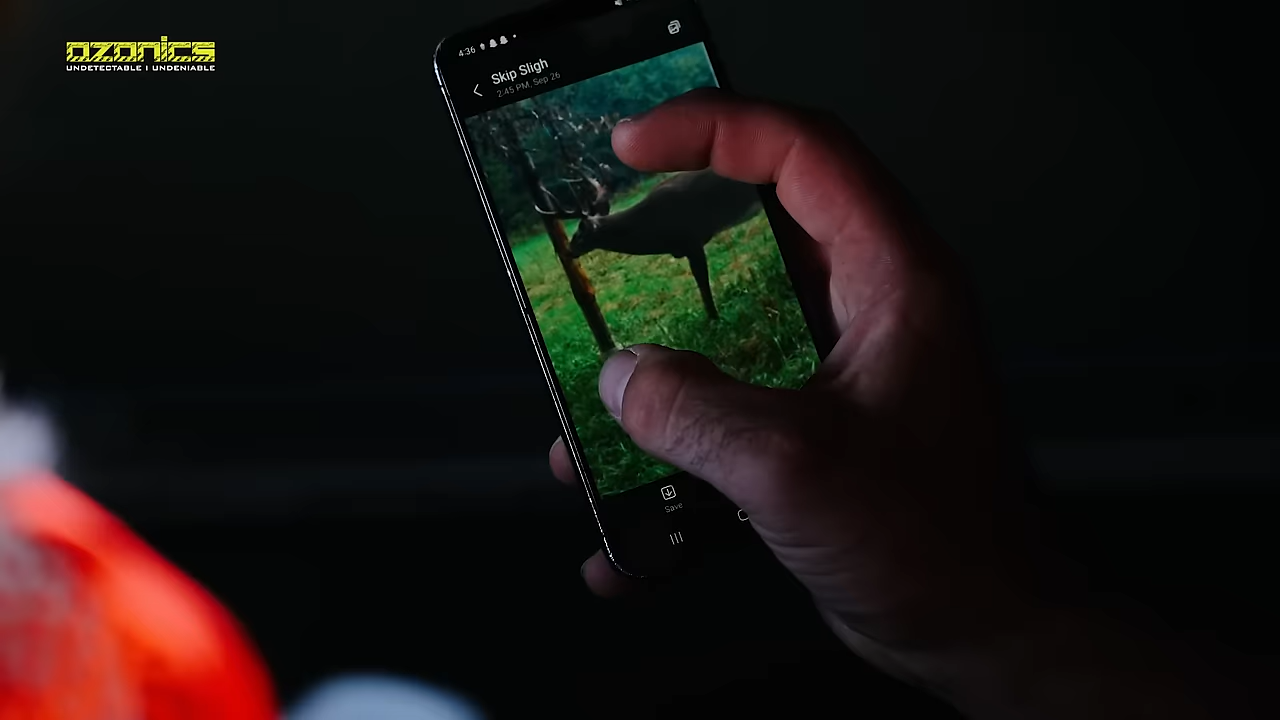 ozonics
UNDETECTABLE | UNDENIABLE
4:36
Skip Sligh
2:45 PM, Sep 26
Save